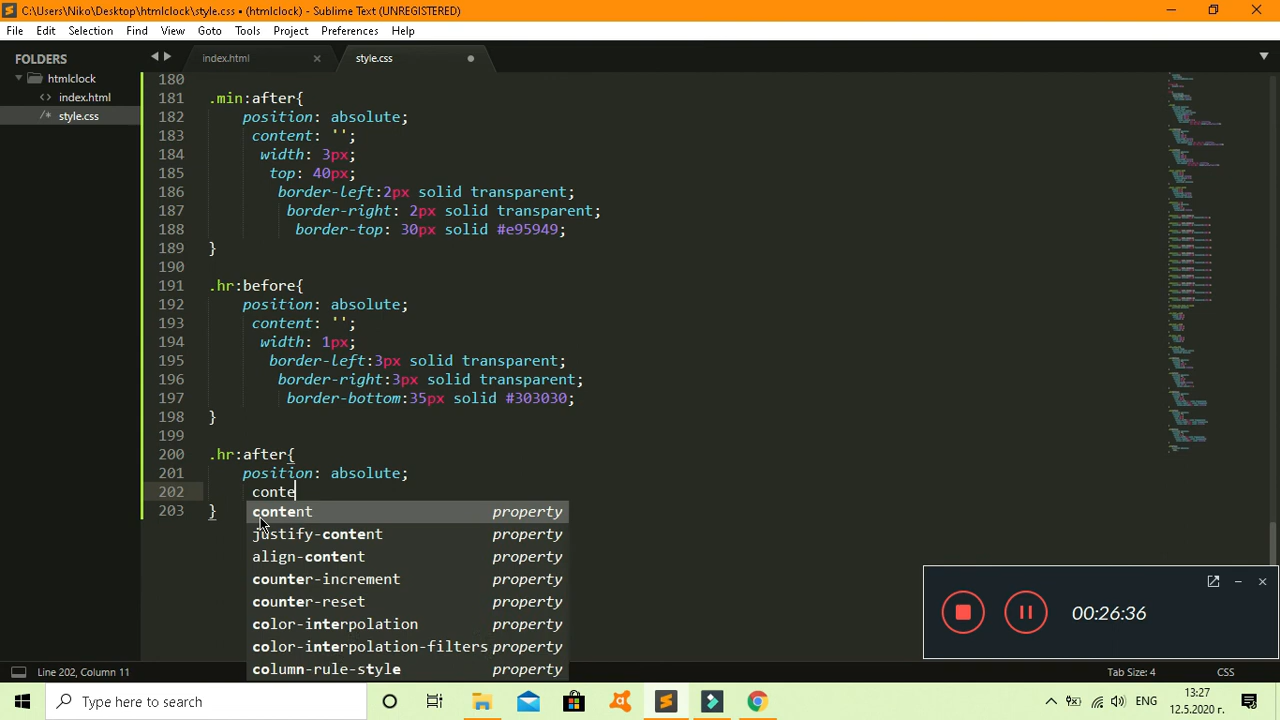 C:\Users\Niko\Desktop\htmlclock\style.css • (htmlclock) - Sublime Text (UNREGISTERED)
File Edit Selection Find View Goto Tools Project Preferences Help
FOLDERS
htmlclock
index.html
style.css
index.html
style.css
180
181 .min:after{
182 position: absolute;
183 content: '';
184 width: 3px;
185 top: 40px;
186 border-left:2px solid transparent;
187 border-right: 2px solid transparent;
188 border-top: 30px solid #e95949;
189 }
190
191 .hr:before{
192 position: absolute;
193 content: '';
194 width: 1px;
195 border-left:3px solid transparent;
196 border-right:3px solid transparent;
197 border-bottom:35px solid #303030;
198 }
199
200 .hr:after{
201 position: absolute;
202 conte
203 }
content property
justify-content property
align-content property
counter-increment property
counter-reset property
color-interpolation property
color-interpolation-filters property
column-rule-style property
00:26:36
Line 202, Column 11
Tab Size: 4
CSS
Type here to search
ЕНГ
13:27
12.5.2020 г.